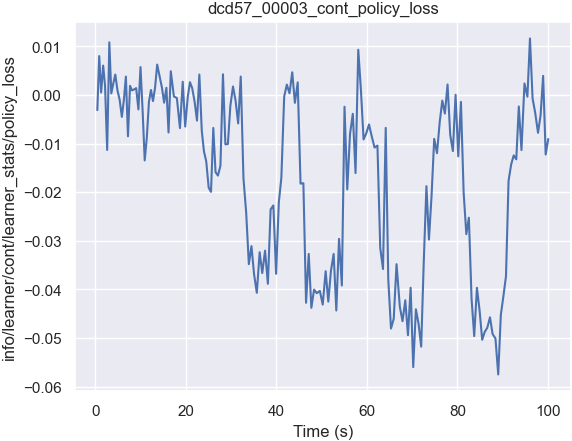 dcd57_00003_cont_policy_loss
info/learner/cont/learner_stats/policy_loss
0.01
0.00
−0.01
−0.02
−0.03
−0.04
−0.05
−0.06
0 20 40 60 80 100
Time (s)